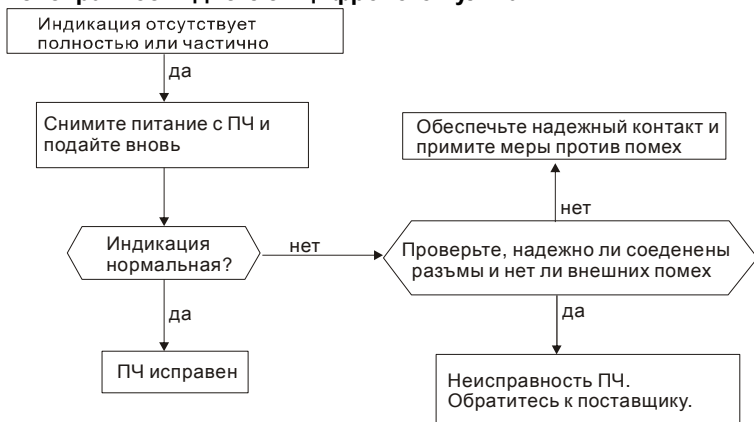 Индикация отсутствует
полностью или частично
да
Снимите питание с ПЧ и
подайте вновь
Индикация
нормальная?
да
ПЧ исправен
нет
Проверьте, надежно ли соеденены
разъмы и нет ли внешних помех
нет
Обеспечьте надежный контакт и
примите меры против помех
да
Неисправность ПЧ.
Обратитесь к поставщику.